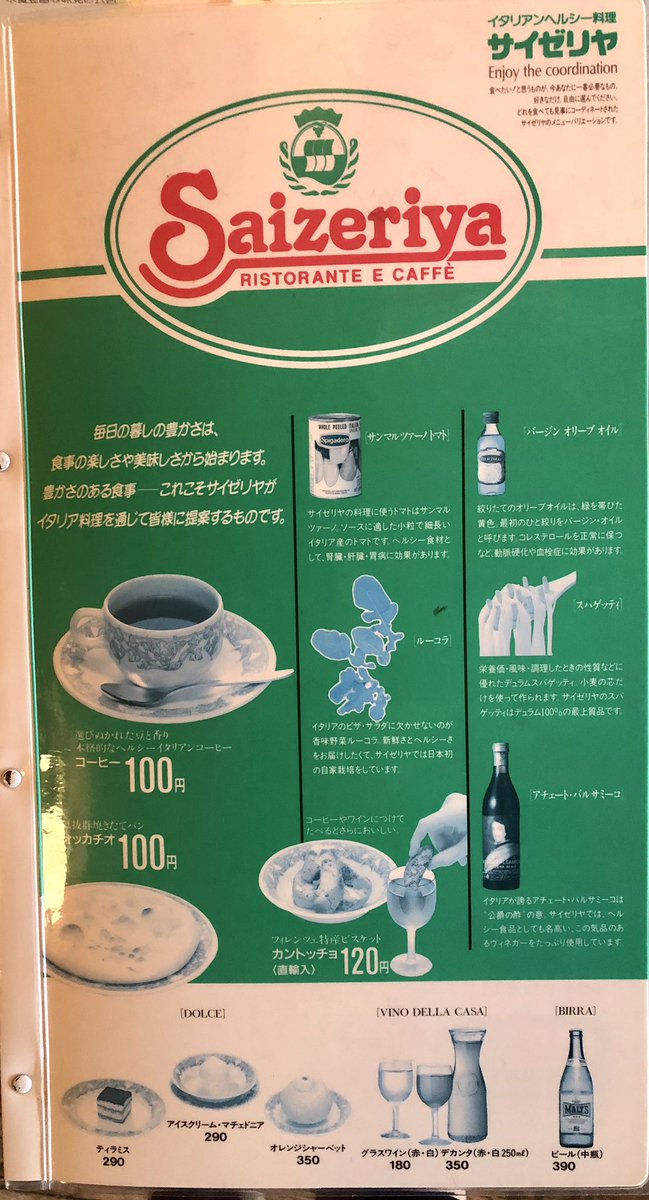 イタリアンヘルシー料理
サイゼリヤ
Enjoy the coordination
食べたい!と思うものが、今あなたに一番必要なもの。
好きなだけ、自由に選んでください。
どれを食べても見事にコーディネートされた
サイゼリヤのメニューバリエーションです。
Saizeriya
RISTORANTE E CAFFÈ
毎日の暮しの豊かさは、
食事の楽しさや美味しさから始まります。
豊かさのある食事──これこそサイゼリヤが
イタリア料理を通じて皆様に提案するものです。
WHOLE PEELED
Spigadoro
[サンマルツァーノトマト]
サイゼリヤの料理に使うトマトはサンマル
ツァーノ。ソースに適した小粒で細長い
イタリア産のトマトです。ヘルシー食材と
して、腎臓・肝臓・胃病に効果があります。
[バージン オリーブ オイル]
絞りたてのオリーブオイルは、緑を帯びた
黄色。最初のひと絞りをバージン・オイル
と呼びます。コレステロールを正常に保つ
など、動脈硬化や血栓症に効果があります。
[ルーコラ]
イタリアのピザ・サラダに欠かせないのが
香味野菜ルーコラ。新鮮さとヘルシーさ
をお届けしたくて、サイゼリヤでは日本初
の自家栽培をしています。
[スパゲッティ]
栄養価・風味・調理したときの性質などに
優れたデュラムスパゲッティ。小麦の芯だ
けを使って作られます。サイゼリヤのスパ
ゲッティはデュラム100%の最上質品です。
選びぬかれた豆と香り
本格的なヘルシーイタリアンコーヒー
コーヒー 100円
抜群焼きたてパン
オッカチオ 100円
コーヒーやワインにつけて
たべるとさらにおいしい。
フィレンツェ特産ビスケット
カントッチョ
〈直輸入〉 120円
[アチェート・バルサミーコ]
イタリアが誇るアチェート・バルサミーコは
“公爵の酢”の意。サイゼリヤでは、ヘル
シー食品としても名高い、この気品のあ
るヴィネガーをたっぷり使用しています。
[DOLCE]
ティラミス
290
アイスクリーム・マチェドニア
290
オレンジシャーベット
350
[VINO DELLA CASA]
グラスワイン(赤・白)
180
デカンタ(赤・白250ml)
350
[BIRRA]
MALT'S
ビール(中瓶)
390